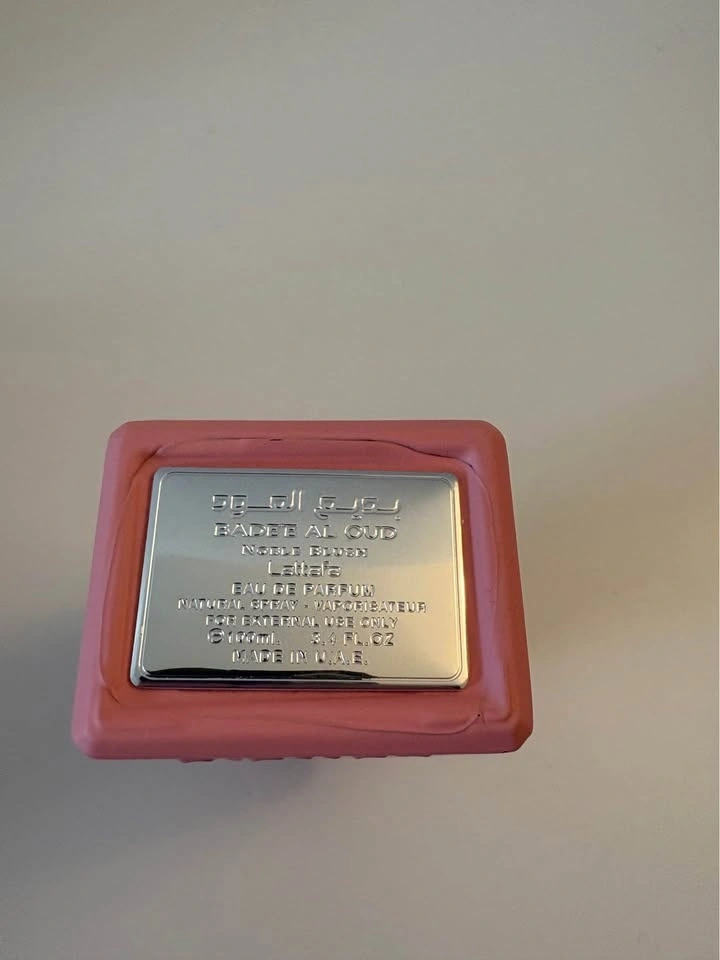 بديع العود
BADEE AL OUD
NOBLE BLUSH
Lattafa
EAU DE PARFUM
NATURAL SPRAY - VAPORISATEUR
FOR EXTERNAL USE ONLY
℮100ml. 3.4 FL.OZ
MADE IN U.A.E.